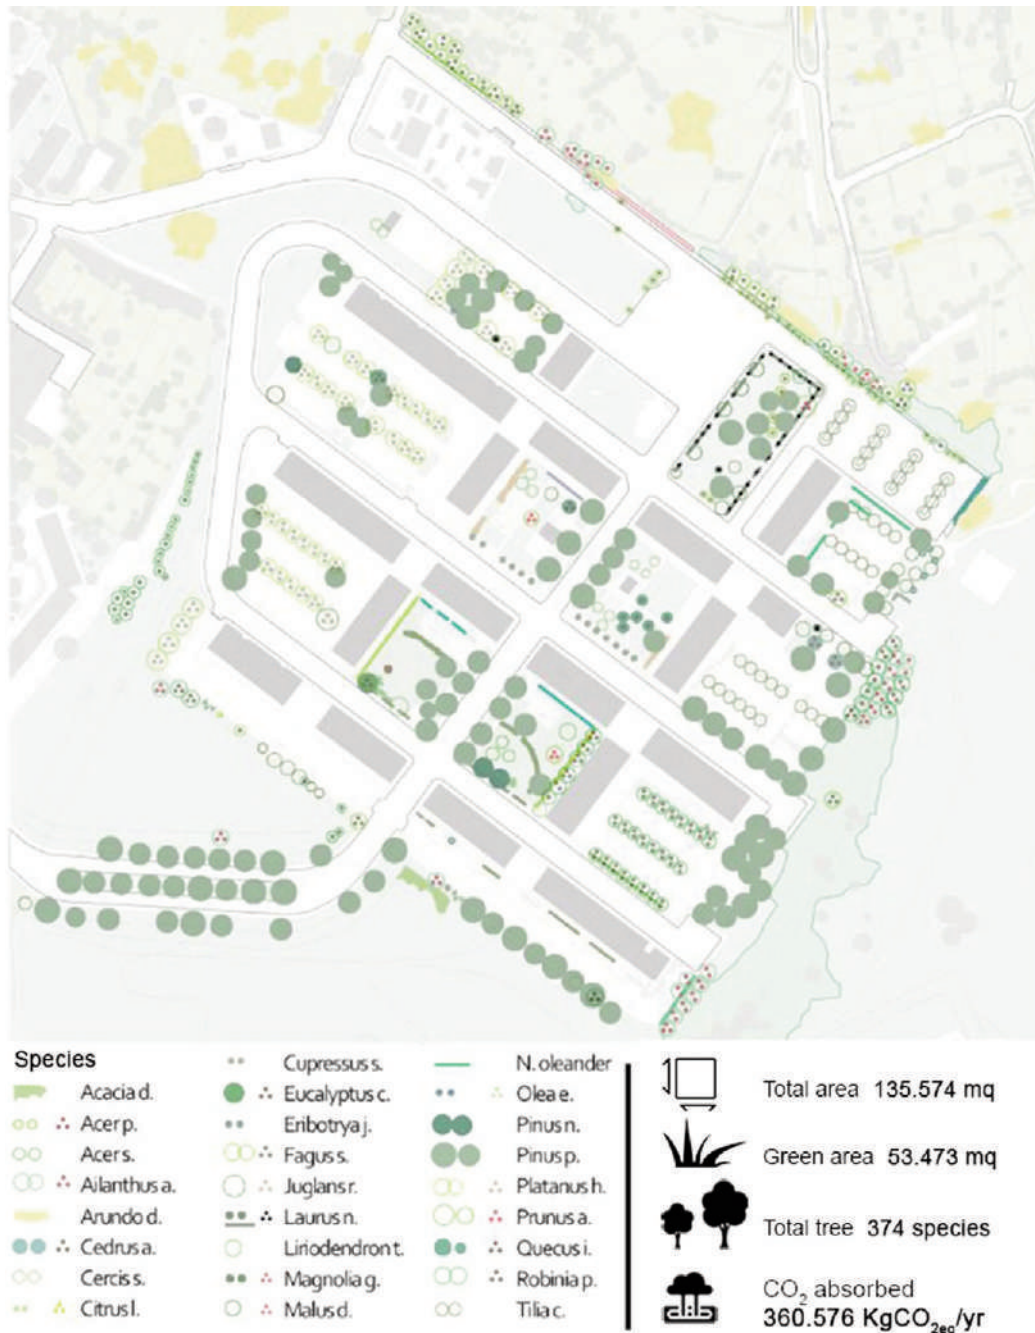 Species
Acacia d.
Acer p.
Acer s.
Ailanthus a.
Arundo d.
Cedrus a.
Cercis s.
Citrus l.
Cupressus s.
Eucalyptus c.
Eribotrya j.
Fagus s.
Juglans r.
Laurus n.
Liriodendron t.
Magnolia g.
Malus d.
N. oleander
Olea e.
Pinus n.
Pinus p.
Platanus h.
Prunus a.
Quecus i.
Robinia p.
Tilia c.
Total area 135.574 mq
Green area 53.473 mq
Total tree 374 species
CO2 absorbed
360.576 KgCO2eq/yr